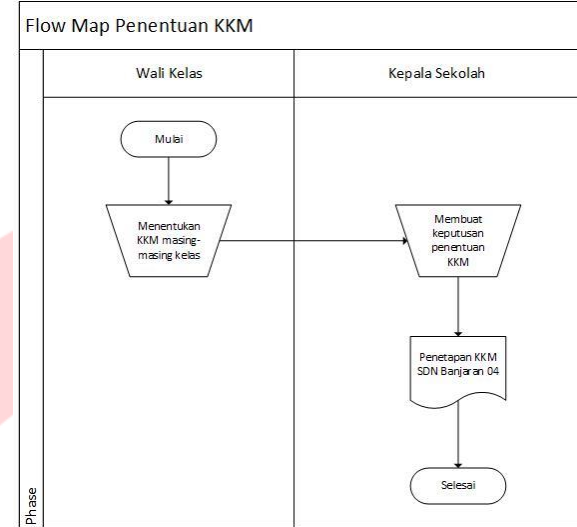 Flow Map Penentuan KKM
Wali Kelas
Kepala Sekolah
Mulai
Menentukan
KKM masing-
masing kelas
Membuat
keputusan
penentuan
KKM
Penetapan KKM
SDN Banjaran 04
Selesai
Phase